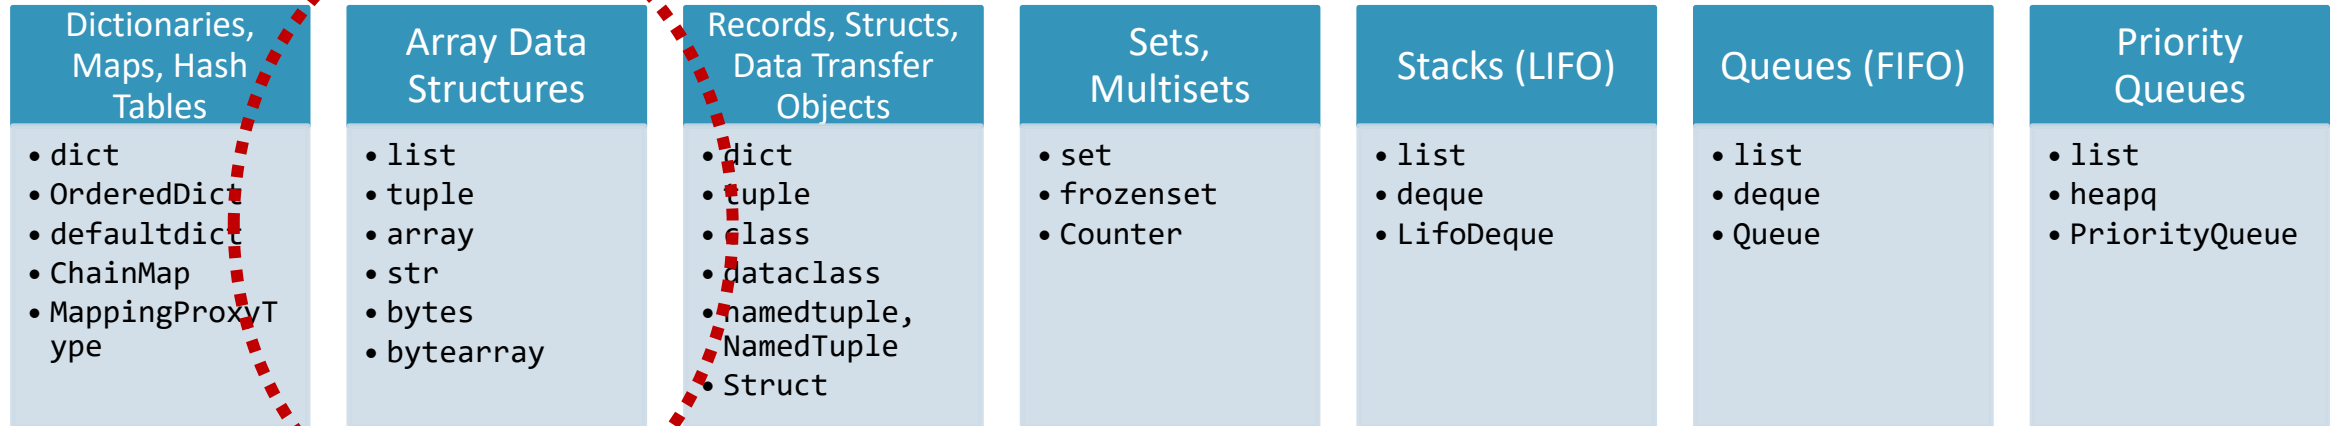 Dictionaries,
Maps, Hash
Tables
• dict
• OrderedDict
• defaultdict
• ChainMap
• MappingProxyT
ype
Array Data
Structures
• list
• tuple
• array
• str
• bytes
• bytearray
Records, Structs,
Data Transfer
Objects
• dict
• tuple
• class
• dataclass
• namedtuple,
NamedTuple
• Struct
Sets,
Multisets
• set
• frozenset
• Counter
Stacks (LIFO)
• list
• deque
• LifoDeque
Queues (FIFO)
• list
• deque
• Queue
Priority
Queues
• list
• heapq
• PriorityQueue